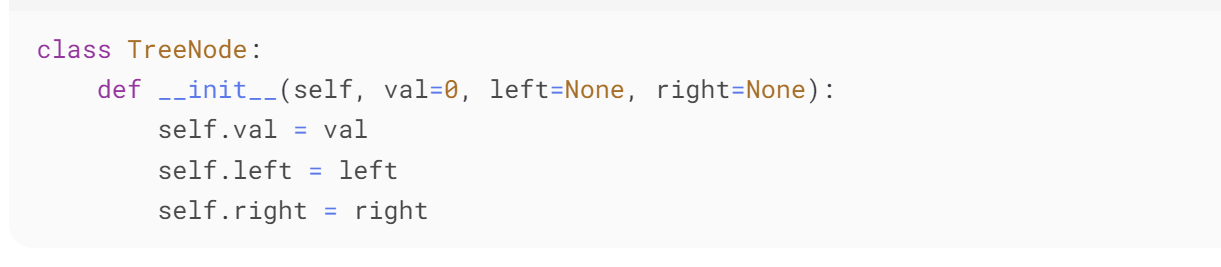 class TreeNode:
    def __init__(self, val=0, left=None, right=None):
        self.val = val
        self.left = left
        self.right = right